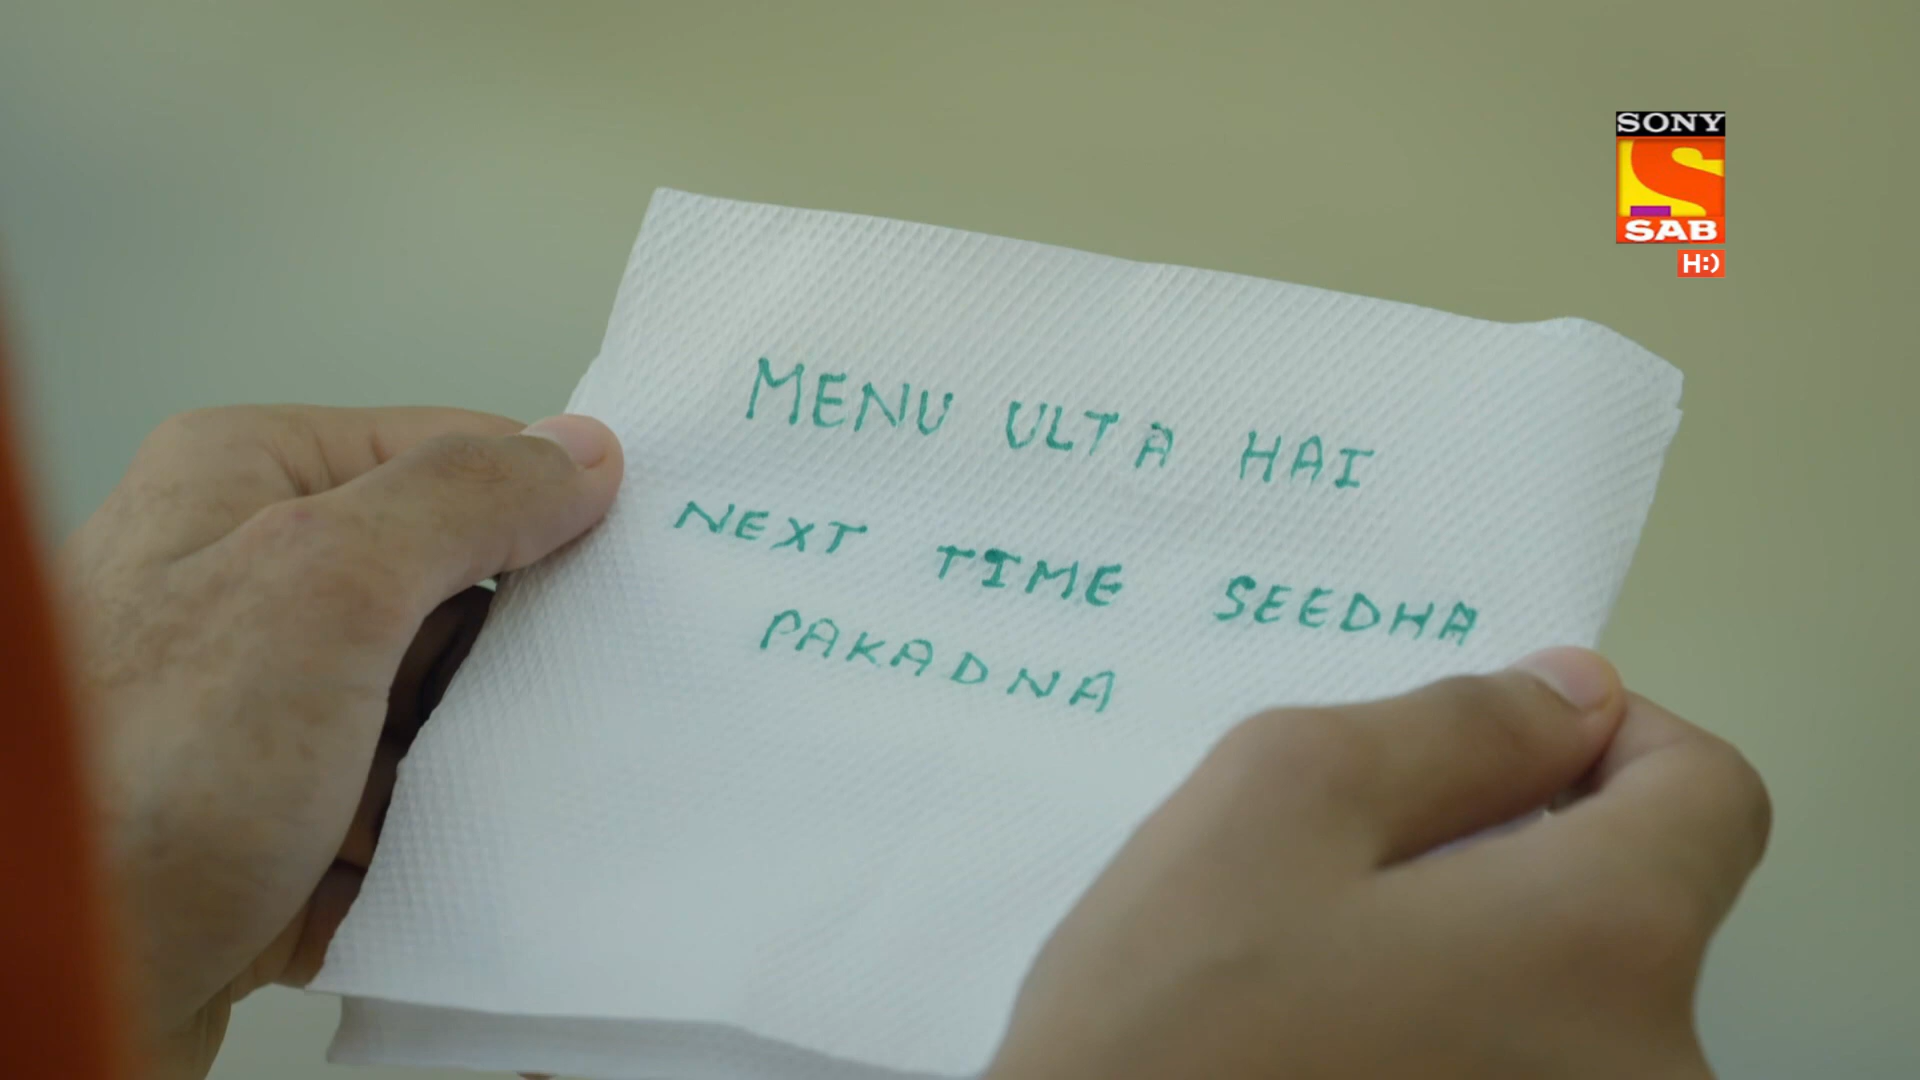 SONY
SAB
H:)
MENU ULTA HAI
NEXT TIME SEEDHA
PAKADNA